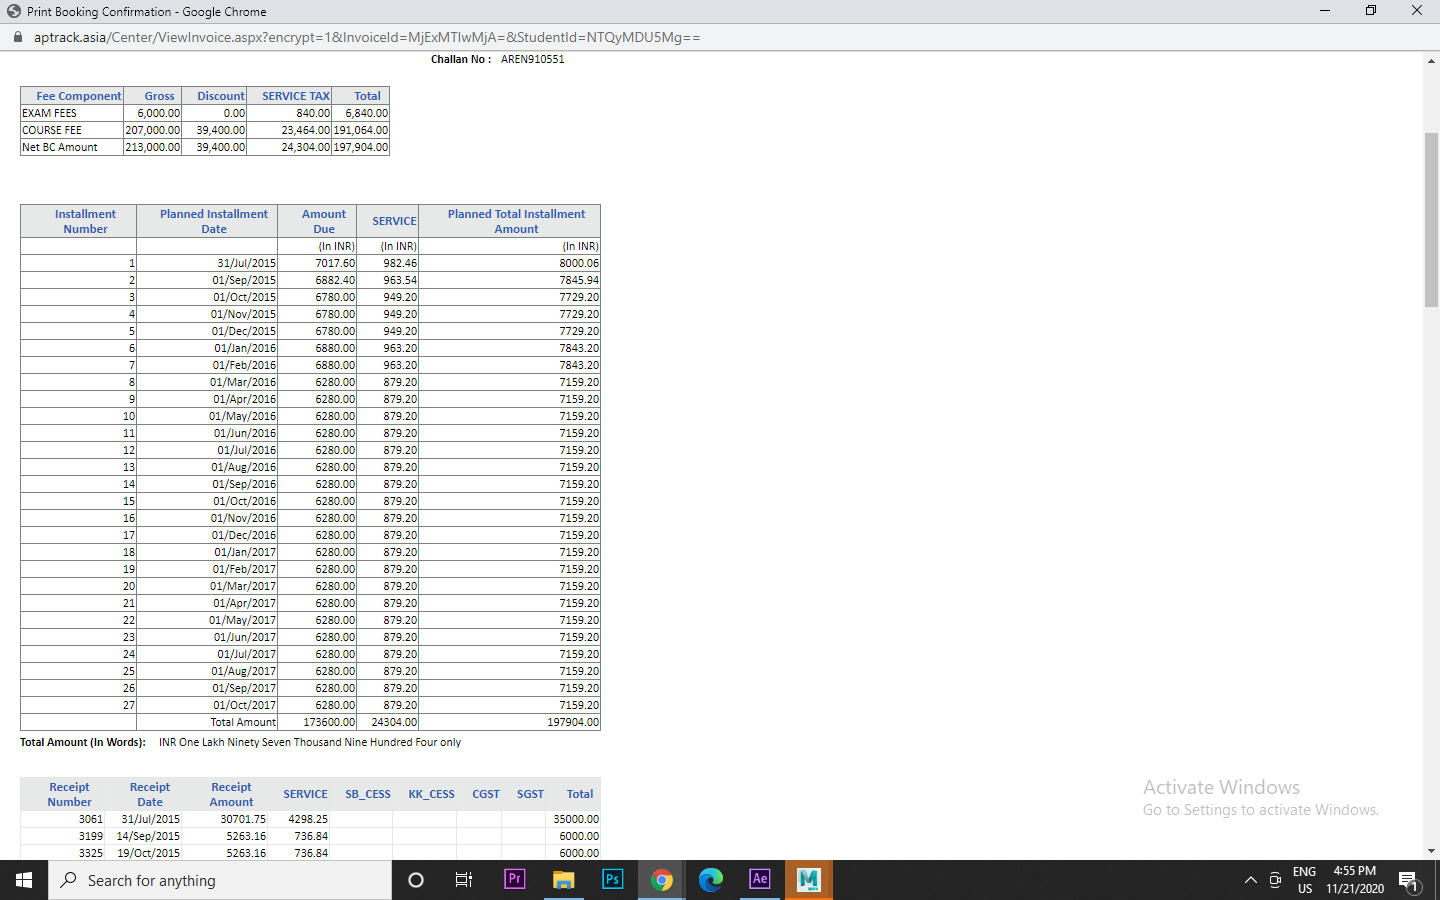 Print Booking Confirmation - Google Chrome
aptrack.asia/Center/ViewInvoice.aspx?encrypt=1&InvoiceId=MjExMTIwMjA=&StudentId=NTQyMDU5Mg==
Challan No : AREN910551
Fee Component Gross Discount SERVICE TAX Total
EXAM FEES 6,000.00 0.00 840.00 6,840.00
COURSE FEE 207,000.00 39,400.00 23,464.00 191,064.00
Net BC Amount 213,000.00 39,400.00 24,304.00 197,904.00
Installment Number Planned Installment Date Amount Due SERVICE Planned Total Installment Amount
(In INR) (In INR) (In INR)
1 31/Jul/2015 7017.60 982.46 8000.06
2 01/Sep/2015 6882.40 963.54 7845.94
3 01/Oct/2015 6780.00 949.20 7729.20
4 01/Nov/2015 6780.00 949.20 7729.20
5 01/Dec/2015 6780.00 949.20 7729.20
6 01/Jan/2016 6880.00 963.20 7843.20
7 01/Feb/2016 6880.00 963.20 7843.20
8 01/Mar/2016 6280.00 879.20 7159.20
9 01/Apr/2016 6280.00 879.20 7159.20
10 01/May/2016 6280.00 879.20 7159.20
11 01/Jun/2016 6280.00 879.20 7159.20
12 01/Jul/2016 6280.00 879.20 7159.20
13 01/Aug/2016 6280.00 879.20 7159.20
14 01/Sep/2016 6280.00 879.20 7159.20
15 01/Oct/2016 6280.00 879.20 7159.20
16 01/Nov/2016 6280.00 879.20 7159.20
17 01/Dec/2016 6280.00 879.20 7159.20
18 01/Jan/2017 6280.00 879.20 7159.20
19 01/Feb/2017 6280.00 879.20 7159.20
20 01/Mar/2017 6280.00 879.20 7159.20
21 01/Apr/2017 6280.00 879.20 7159.20
22 01/May/2017 6280.00 879.20 7159.20
23 01/Jun/2017 6280.00 879.20 7159.20
24 01/Jul/2017 6280.00 879.20 7159.20
25 01/Aug/2017 6280.00 879.20 7159.20
26 01/Sep/2017 6280.00 879.20 7159.20
27 01/Oct/2017 6280.00 879.20 7159.20
Total Amount 173600.00 24304.00 197904.00
Total Amount (In Words): INR One Lakh Ninety Seven Thousand Nine Hundred Four only
Receipt Number Receipt Date Receipt Amount SERVICE SB_CESS KK_CESS CGST SGST Total
3061 31/Jul/2015 30701.75 4298.25 35000.00
3199 14/Sep/2015 5263.16 736.84 6000.00
3325 19/Oct/2015 5263.16 736.84 6000.00
Activate Windows
Go to Settings to activate Windows.
Search for anything
Pr
Ps
Ae
M
ENG
US
4:55 PM
11/21/2020
1